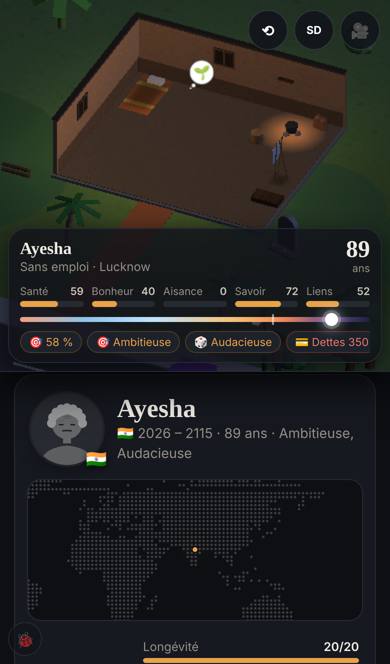 SD
Ayesha
89
Sans emploi · Lucknow
ans
Santé 59 Bonheur 40 Aisance 0 Savoir 72 Liens 52
58 % Ambitieuse Audacieuse Dettes 350
Ayesha
2026 – 2115 · 89 ans · Ambitieuse,
Audacieuse
Longévité 20/20